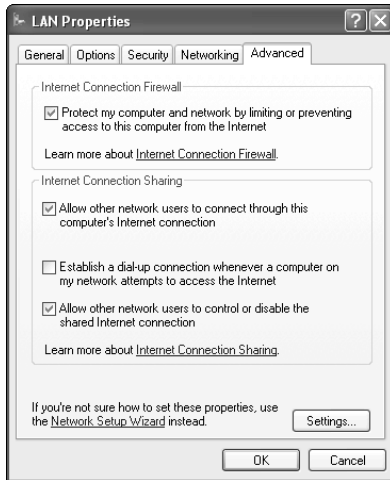 LAN Properties
General Options Security Networking Advanced
Internet Connection Firewall
Protect my computer and network by limiting or preventing
access to this computer from the Internet
Learn more about Internet Connection Firewall.
Internet Connection Sharing
Allow other network users to connect through this
computer's Internet connection
Establish a dial-up connection whenever a computer on
my network attempts to access the Internet
Allow other network users to control or disable the
shared Internet connection
Learn more about Internet Connection Sharing.
If you're not sure how to set these properties, use
the Network Setup Wizard instead.
Settings...
OK Cancel